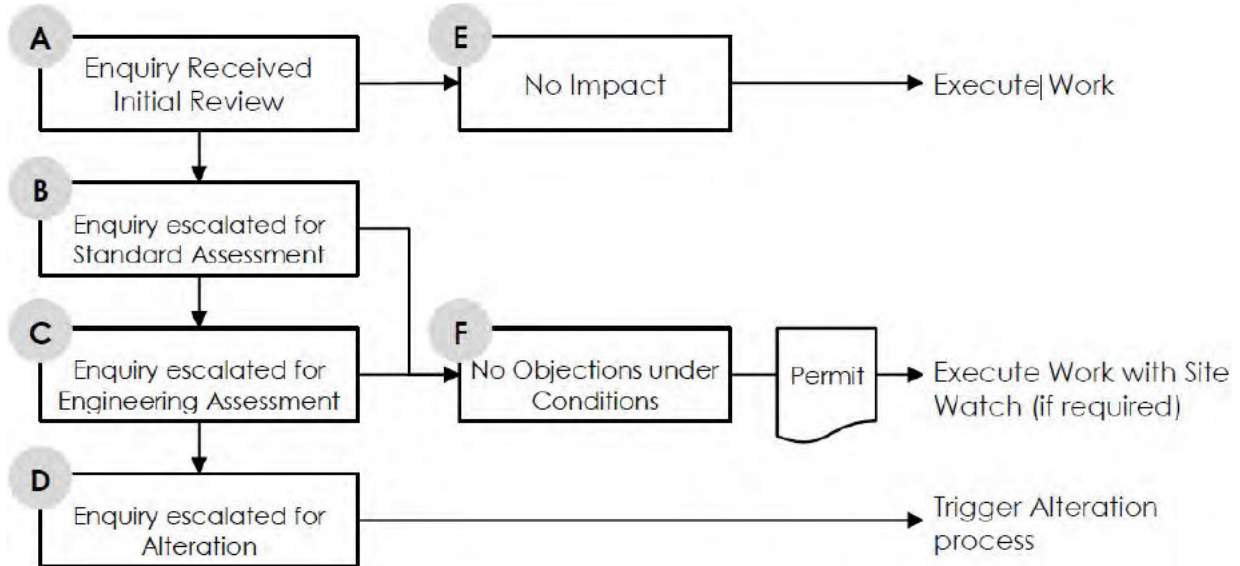 A
Enquiry Received
Initial Review
E
No Impact
Execute Work
B
Enquiry escalated for
Standard Assessment
C
Enquiry escalated for
Engineering Assessment
F
No Objections under
Conditions
Permit
Execute Work with Site
Watch (if required)
D
Enquiry escalated for
Alteration
Trigger Alteration
process